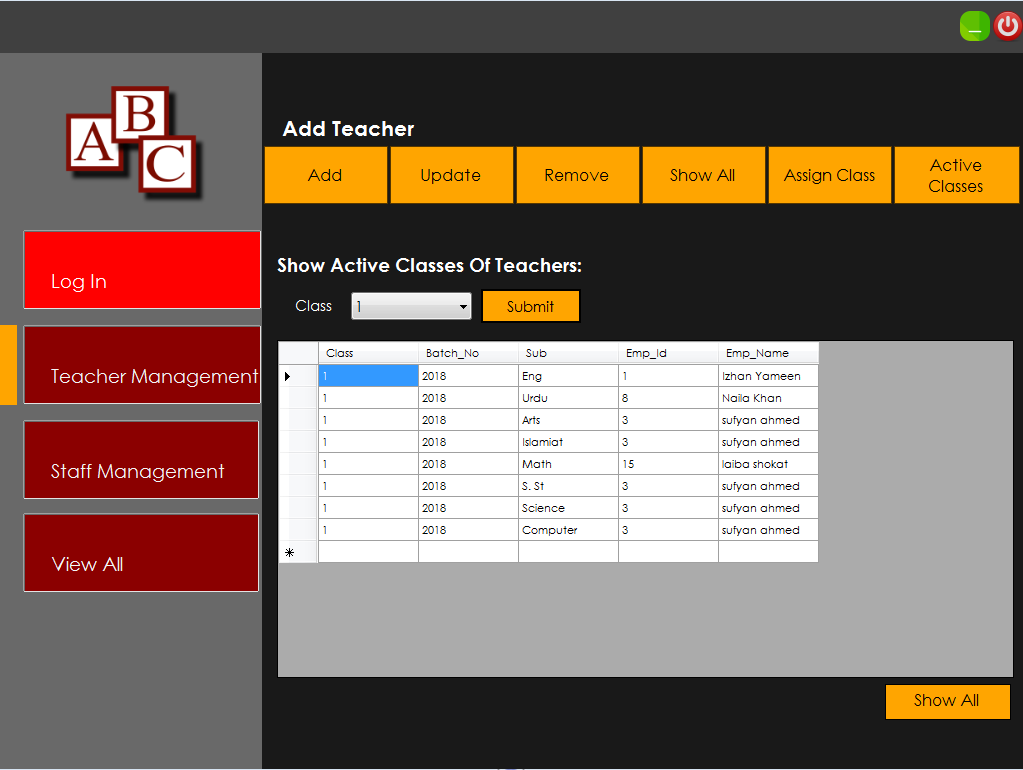 A B C
Add Teacher
Add Update Remove Show All Assign Class Active Classes
Log In
Teacher Management
Staff Management
View All
Show Active Classes Of Teachers:
Class 1 Submit
Class Batch_No Sub Emp_Id Emp_Name
1 2018 Eng 1 Izhan Yameen
1 2018 Urdu 8 Naila Khan
1 2018 Arts 3 sufyan ahmed
1 2018 Islamiat 3 sufyan ahmed
1 2018 Math 15 laiba shokat
1 2018 S. St 3 sufyan ahmed
1 2018 Science 3 sufyan ahmed
1 2018 Computer 3 sufyan ahmed
Show All